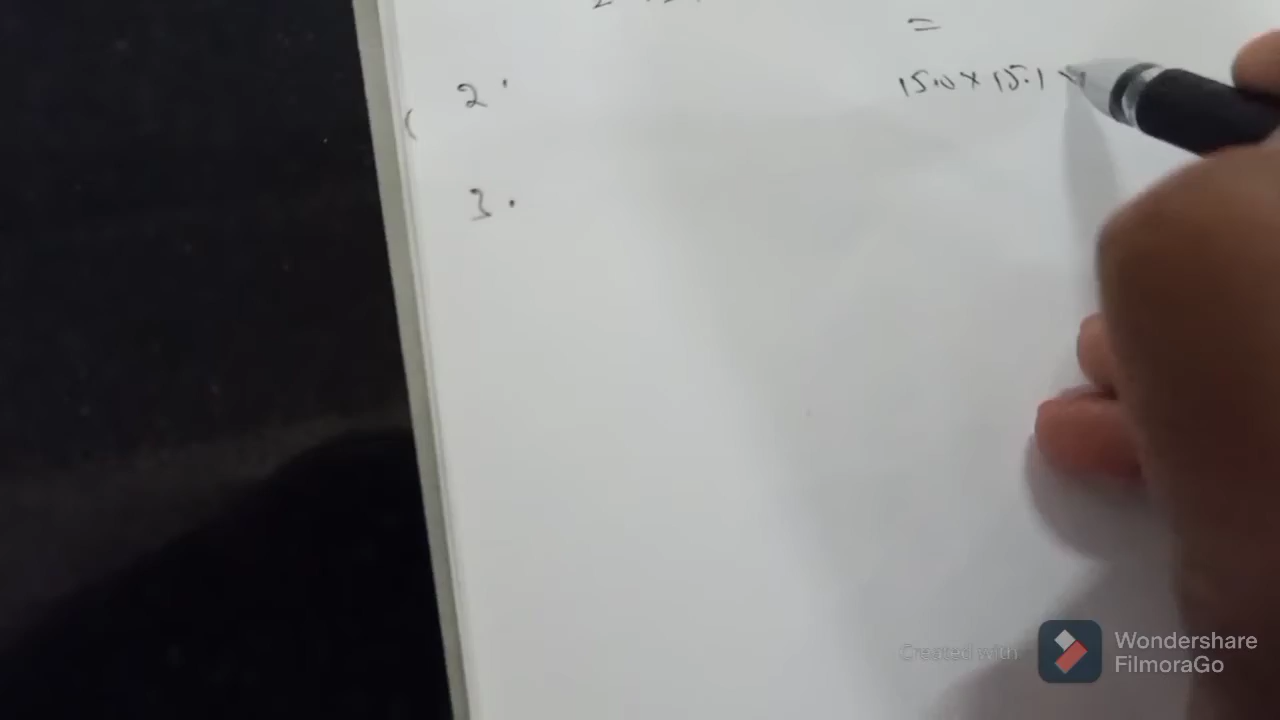 =
15.0 x 15.1 x
2.
3.
Created with
Wondershare
FilmoraGo